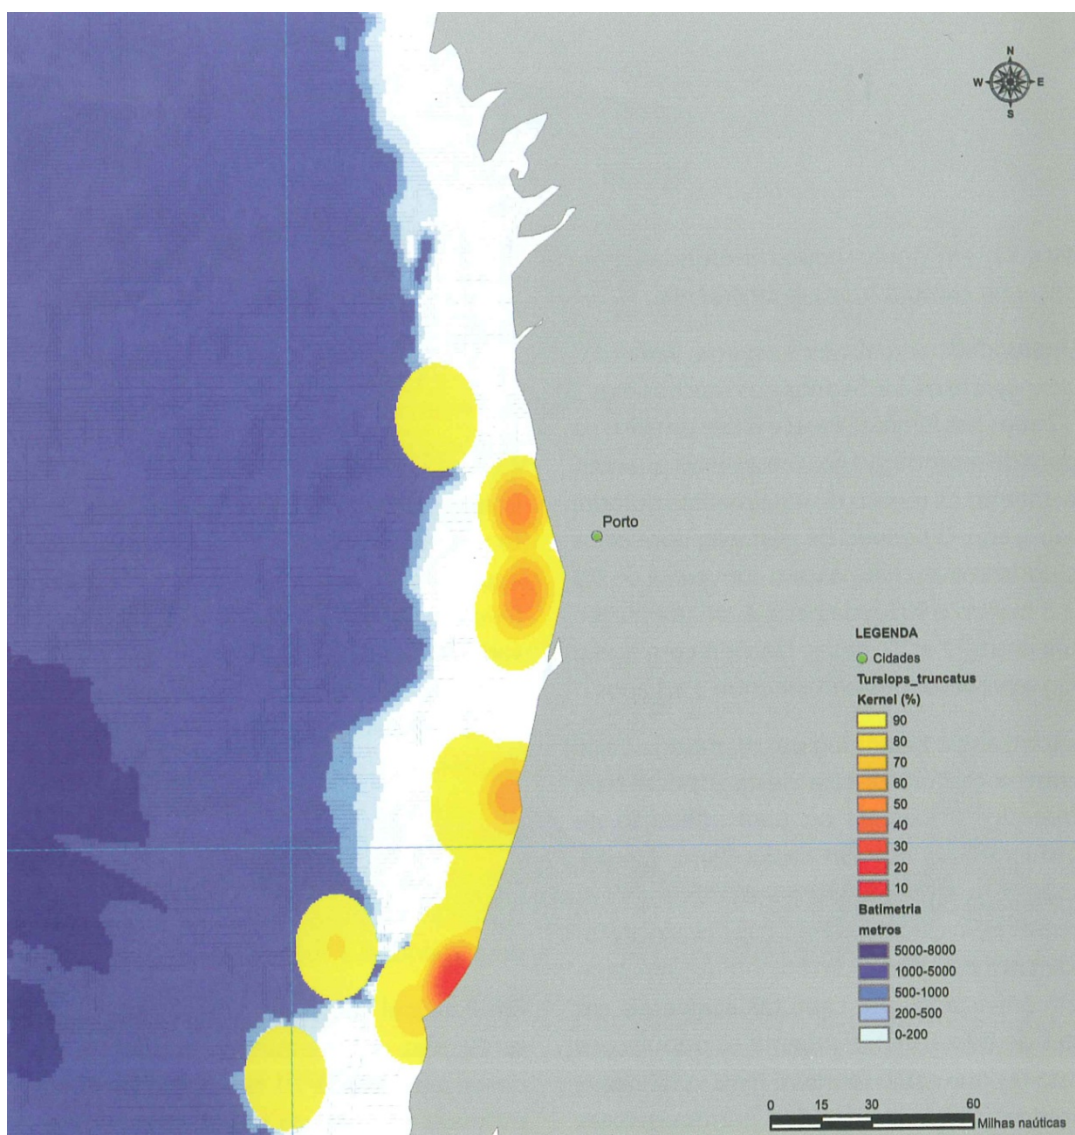 N
W E
S
Porto
LEGENDA
Cidades
Tursiops_truncatus
Kernel (%)
90
80
70
60
50
40
30
20
10
Batimetria
metros
5000-8000
1000-5000
500-1000
200-500
0-200
0 15 30 60
Milhas naúticas